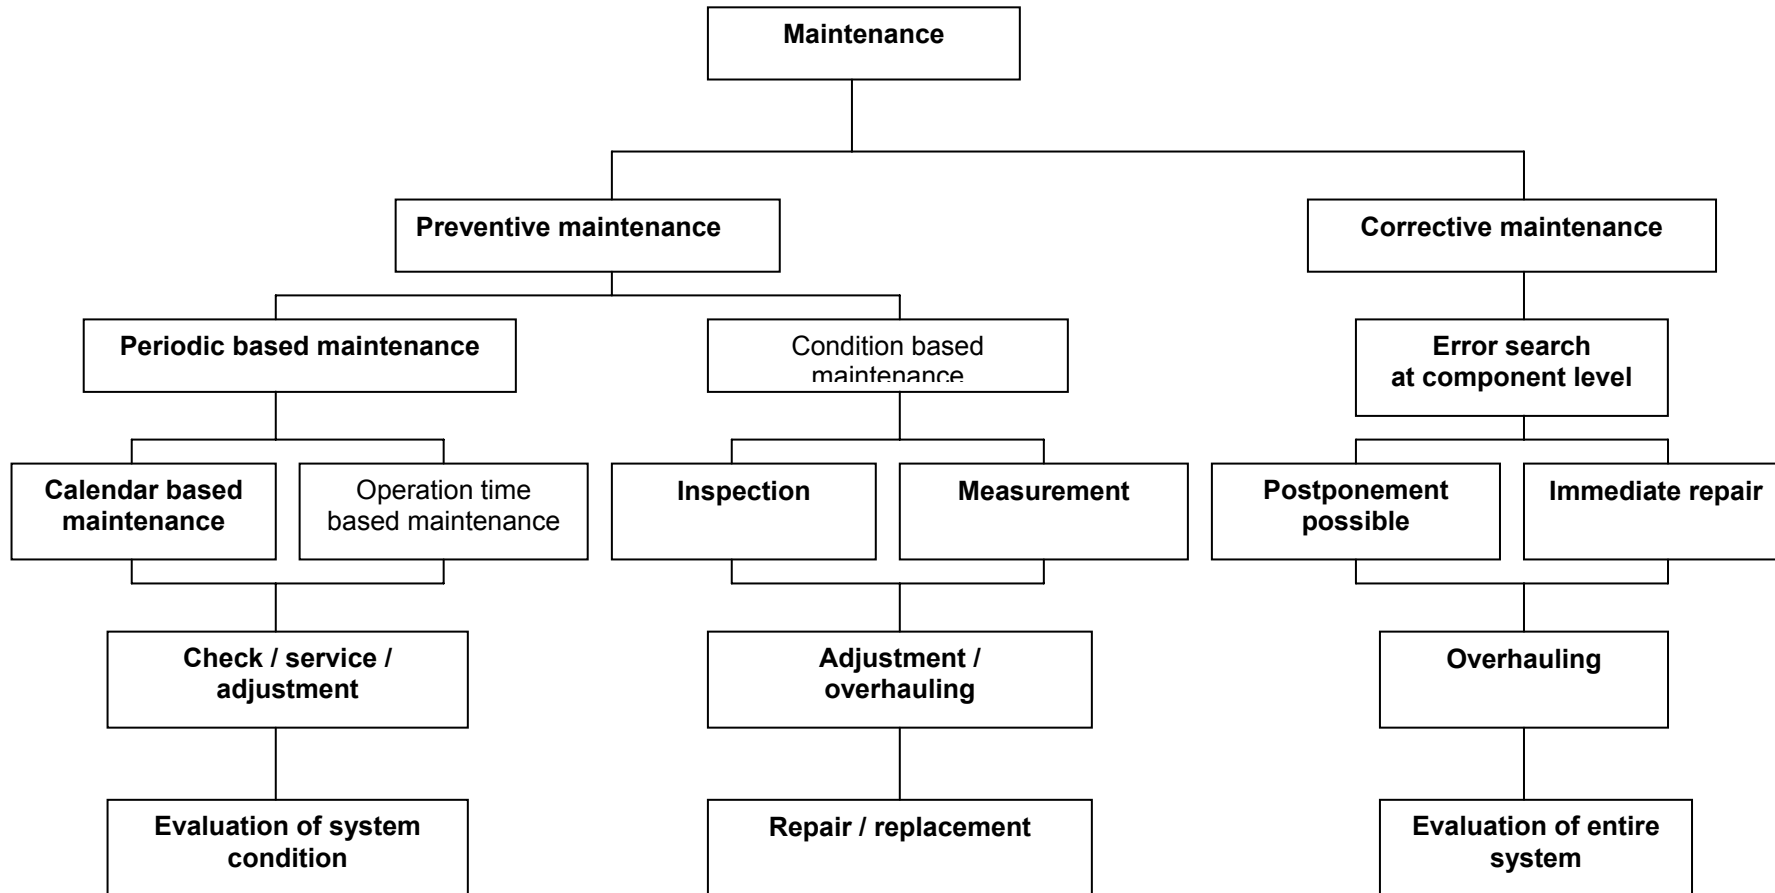 Maintenance
Preventive maintenance
Corrective maintenance
Periodic based maintenance
Condition based
maintenance
Error search
at component level
Calendar based
maintenance
Operation time
based maintenance
Inspection
Measurement
Postponement
possible
Immediate repair
Check / service /
adjustment
Adjustment /
overhauling
Overhauling
Evaluation of system
condition
Repair / replacement
Evaluation of entire
system